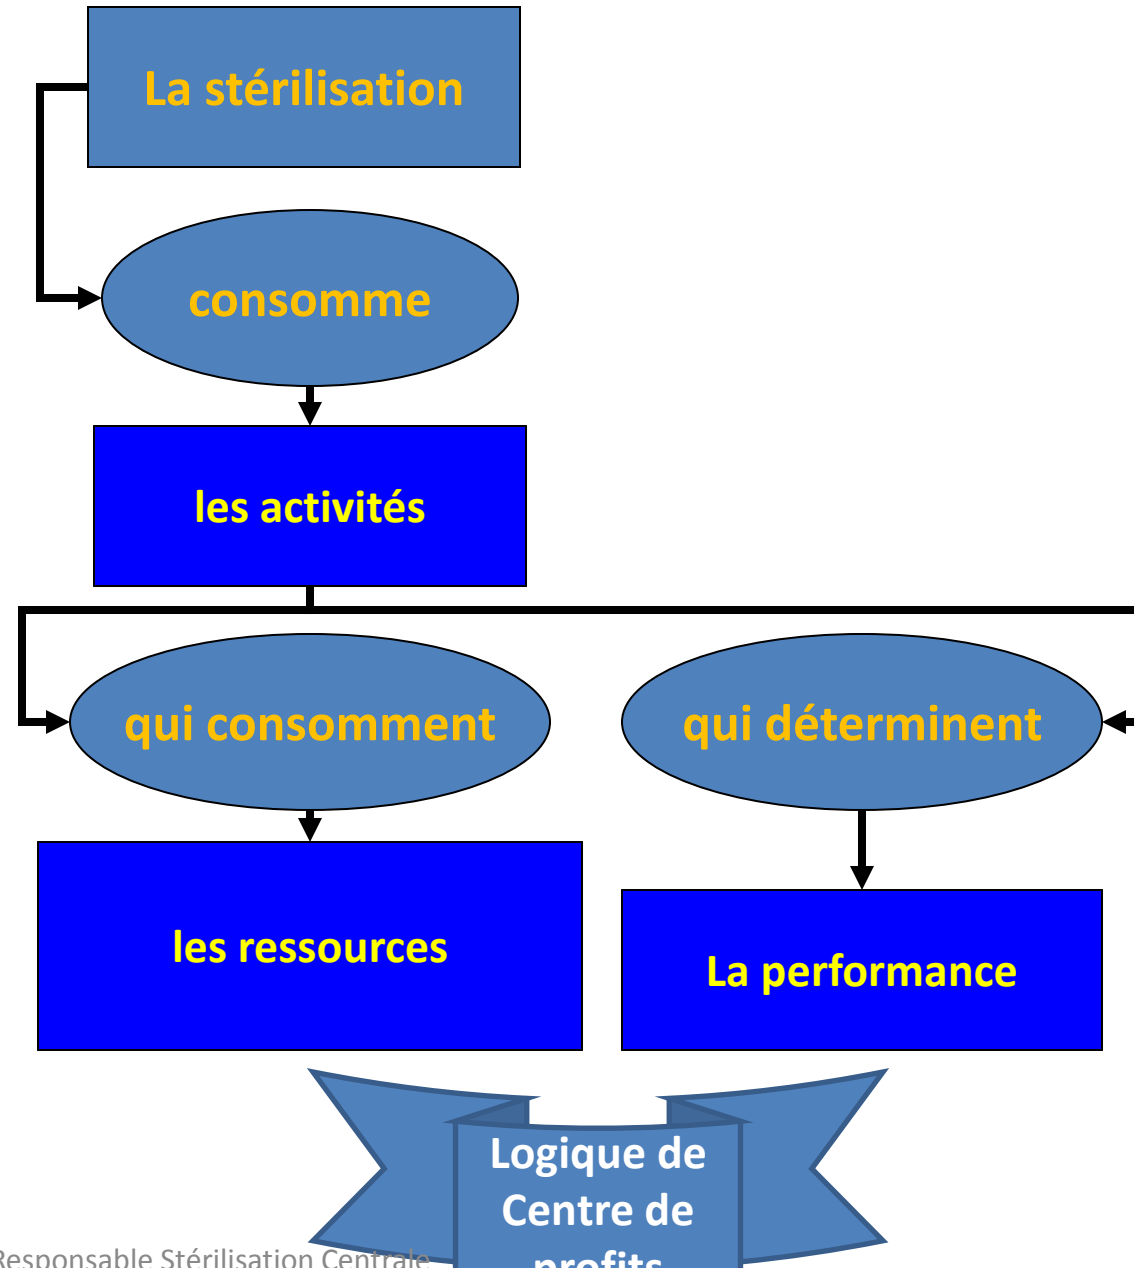 La stérilisation
consomme
les activités
qui consomment
qui déterminent
les ressources
La performance
Logique de
Centre de
profits
Responsable Stérilisation Centrale